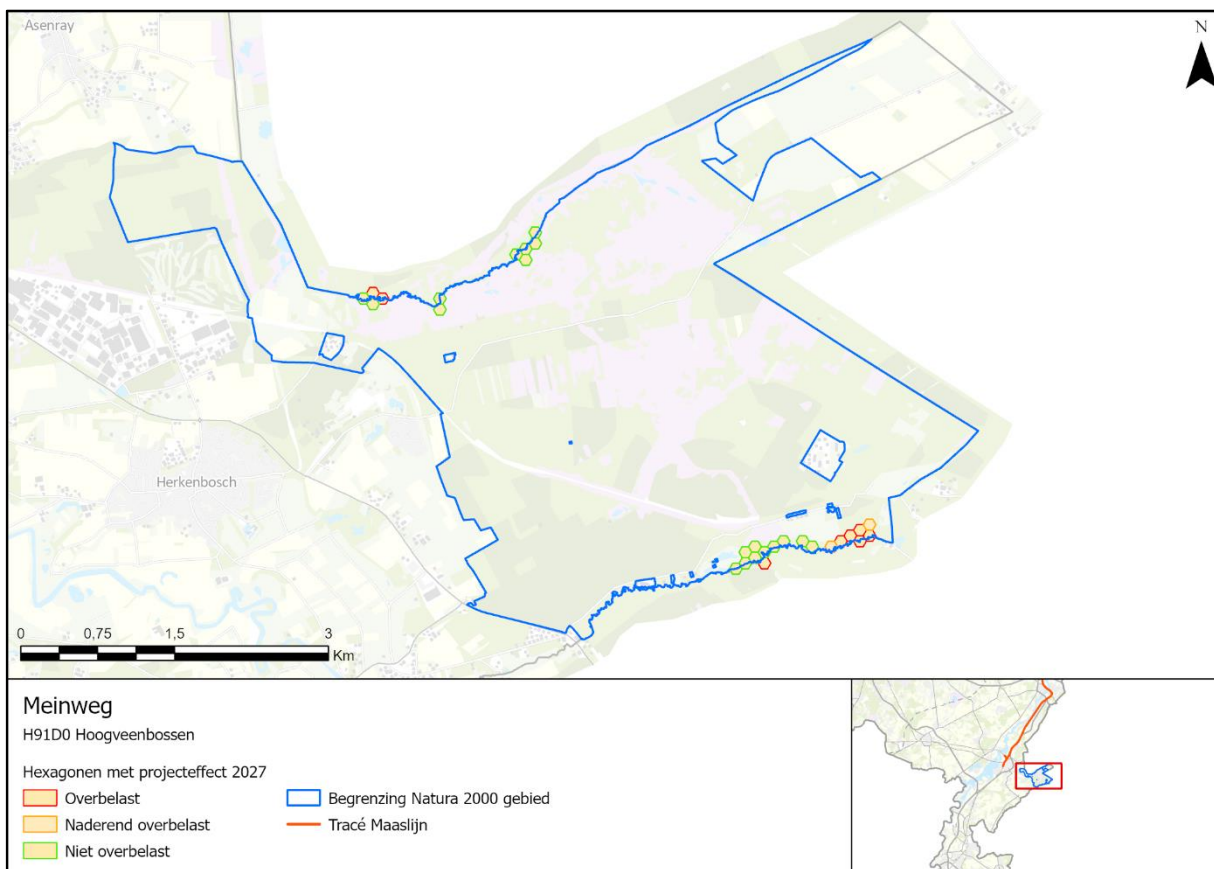 Asenray
N
Herkenbosch
0 0,75 1,5 3
Km
Meinweg
H91D0 Hoogveenbossen
Hexagonen met projecteffect 2027
Overbelast
Naderend overbelast
Niet overbelast
Begrenzing Natura 2000 gebied
Tracé Maaslijn